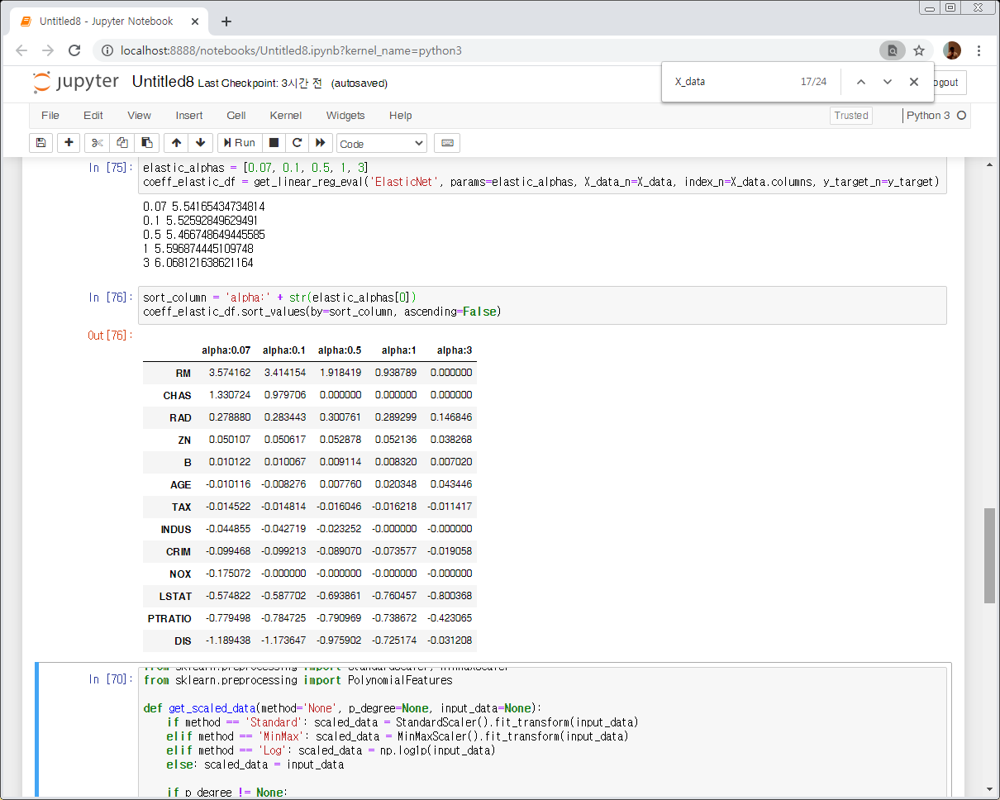 Untitled8 - Jupyter Notebook
localhost:8888/notebooks/Untitled8.ipynb?kernel_name=python3
X_data 17/24
jupyter Untitled8 Last Checkpoint: 3시간 전 (autosaved) ogout
File Edit View Insert Cell Kernel Widgets Help Trusted Python 3
Run Code
In [75]: elastic_alphas = [0.07, 0.1, 0.5, 1, 3]
coeff_elastic_df = get_linear_reg_eval('ElasticNet', params=elastic_alphas, X_data_n=X_data, index_n=X_data.columns, y_target_n=y_target)
0.07 5.54165434734814
0.1 5.52592849629491
0.5 5.466748649445585
1 5.596874445109748
3 6.068121638621164
In [76]: sort_column = 'alpha:' + str(elastic_alphas[0])
coeff_elastic_df.sort_values(by=sort_column, ascending=False)
Out[76]:
alpha:0.07 alpha:0.1 alpha:0.5 alpha:1 alpha:3
RM 3.574162 3.414154 1.918419 0.938789 0.000000
CHAS 1.330724 0.979706 0.000000 0.000000 0.000000
RAD 0.278880 0.283443 0.300761 0.289299 0.146846
ZN 0.050107 0.050617 0.052878 0.052136 0.038268
B 0.010122 0.010067 0.009114 0.008320 0.007020
AGE -0.010116 -0.008276 0.007760 0.020348 0.043446
TAX -0.014522 -0.014814 -0.016046 -0.016218 -0.011417
INDUS -0.044855 -0.042719 -0.023252 -0.000000 -0.000000
CRIM -0.099468 -0.099213 -0.089070 -0.073577 -0.019058
NOX -0.175072 -0.000000 -0.000000 -0.000000 -0.000000
LSTAT -0.574822 -0.587702 -0.693861 -0.760457 -0.800368
PTRATIO -0.779498 -0.784725 -0.790969 -0.738672 -0.423065
DIS -1.189438 -1.173647 -0.975902 -0.725174 -0.031208
from sklearn.preprocessing import StandardScaler, MinMaxScaler
In [70]: from sklearn.preprocessing import PolynomialFeatures
def get_scaled_data(method='None', p_degree=None, input_data=None):
if method == 'Standard': scaled_data = StandardScaler().fit_transform(input_data)
elif method == 'MinMax': scaled_data = MinMaxScaler().fit_transform(input_data)
elif method == 'Log': scaled_data = np.log1p(input_data)
else: scaled_data = input_data
if p_degree != None: